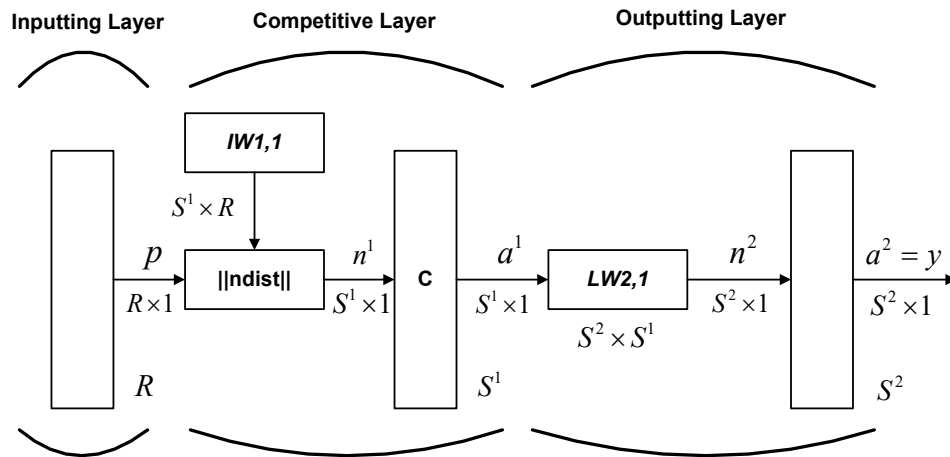 Inputting Layer
Competitive Layer
Outputting Layer
IW1,1
S¹ × R
p
R × 1
||ndist||
n¹
S¹ × 1
C
a¹
S¹ × 1
LW2,1
S² × S¹
n²
S² × 1
a² = y
S² × 1
R
S¹
S²